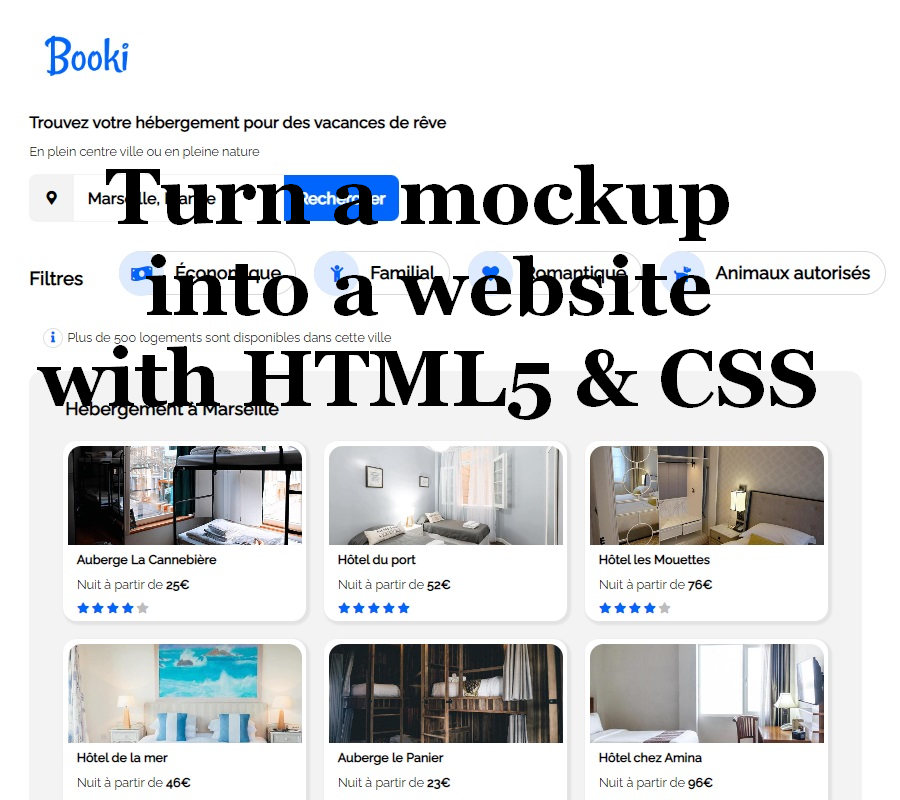 Booki
Trouvez votre hébergement pour des vacances de rêve
En plein centre ville ou en pleine nature
Marseille, France
Rechercher
Turn a mockup
into a website
with HTML5 & CSS
Filtres
Économique
Familial
Romantique
Animaux autorisés
Plus de 500 logements sont disponibles dans cette ville
Hébergement à Marseille
Auberge La Cannebière
Nuit à partir de 25€
Hôtel du port
Nuit à partir de 52€
Hôtel les Mouettes
Nuit à partir de 76€
Hôtel de la mer
Nuit à partir de 46€
Auberge le Panier
Nuit à partir de 23€
Hôtel chez Amina
Nuit à partir de 96€